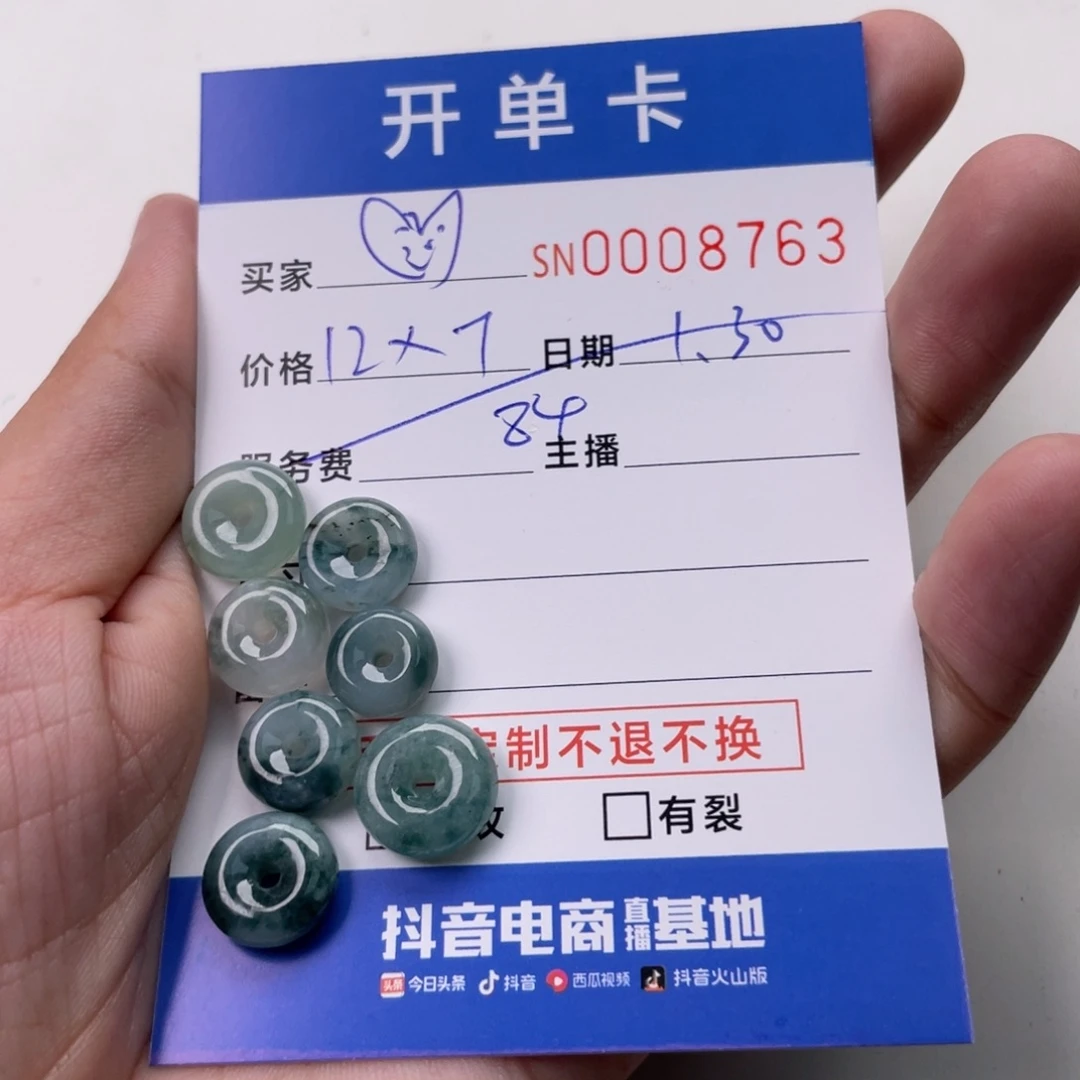 开单卡
买家 SN0008763
价格 12×7 日期 1.30
84
服务费 主播
定制不退不换
有裂
抖音电商直播基地
头条 今日头条 抖音 西瓜视频 抖音火山版